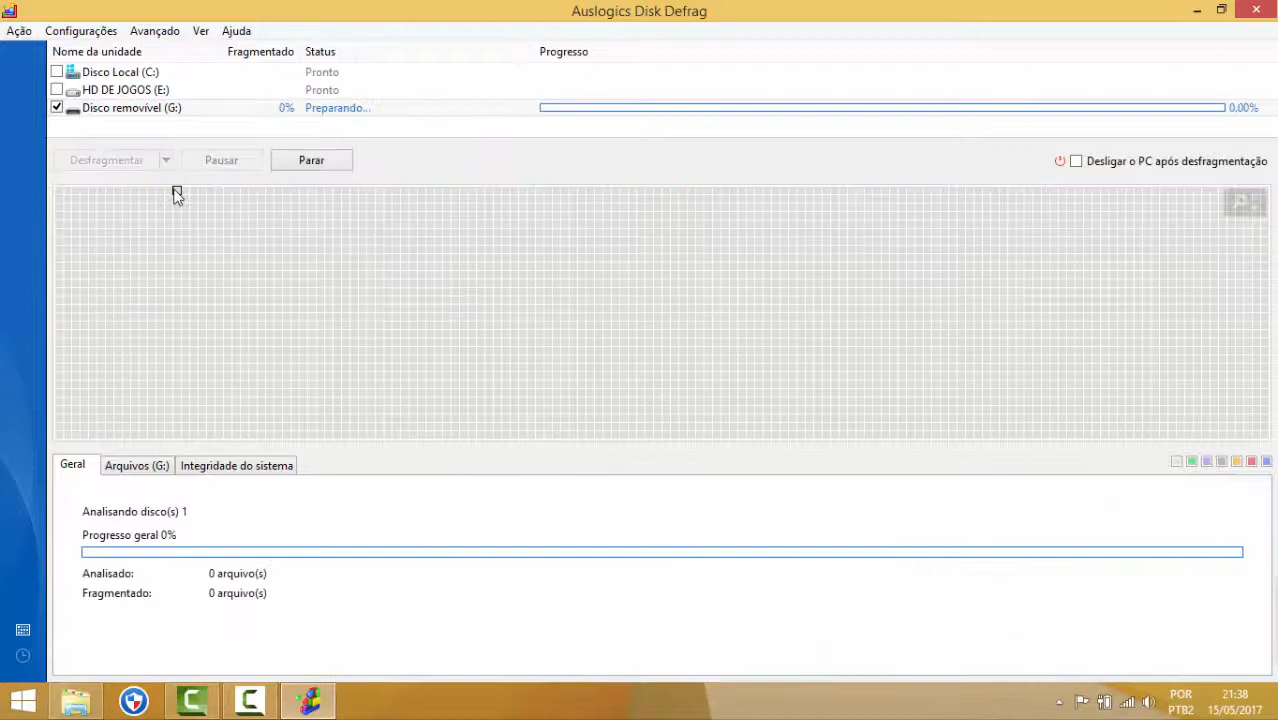 Auslogics Disk Defrag
Ação Configurações Avançado Ver Ajuda
Nome da unidade Fragmentado Status Progresso
Disco Local (C:) Pronto
HD DE JOGOS (E:) Pronto
Disco removível (G:) 0% Preparando... 0,00%
Desfragmentar Pausar Parar Desligar o PC após desfragmentação
Geral Arquivos (G:) Integridade do sistema
Analisando disco(s) 1
Progresso geral 0%
Analisado: 0 arquivo(s)
Fragmentado: 0 arquivo(s)
POR 21:38
PTB2 15/05/2017